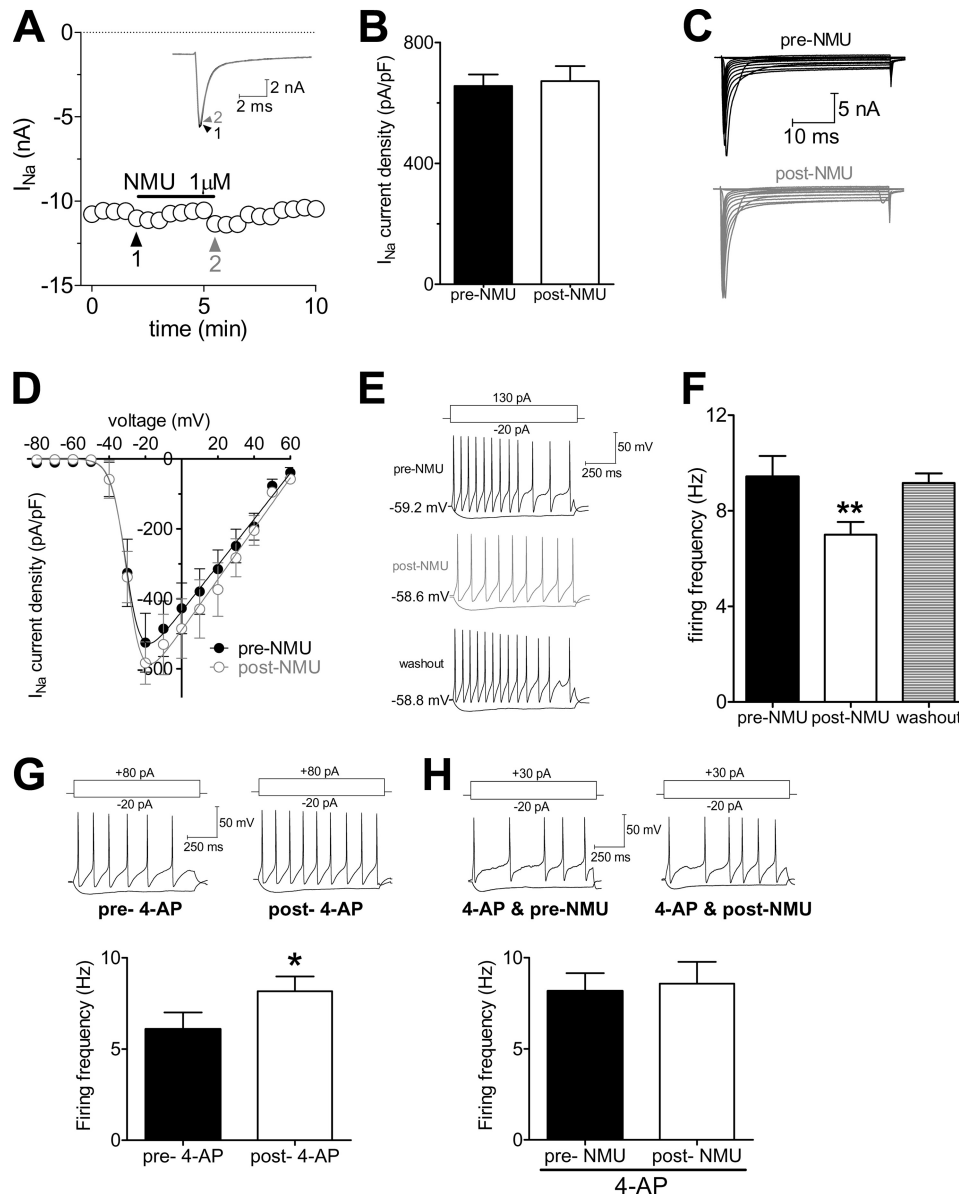 A
0
-5
-10
-15
I_Na (nA)
2 nA
2 ms
2
1
NMU 1μM
1
2
0 5 10
time (min)
B
800
400
0
I_Na current density (pA/pF)
pre-NMU post-NMU
C
pre-NMU
5 nA
10 ms
post-NMU
D
voltage (mV)
-80 -60 -40 -20 0 20 40 60
-200
-400
-600
I_Na current density (pA/pF)
pre-NMU
post-NMU
E
130 pA
-20 pA
50 mV
250 ms
pre-NMU
-59.2 mV
post-NMU
-58.6 mV
washout
-58.8 mV
F
12
8
4
0
firing frequency (Hz)
**
pre-NMU post-NMU washout
G
+80 pA +80 pA
-20 pA -20 pA
50 mV
250 ms
pre- 4-AP post- 4-AP
10
5
0
Firing frequency (Hz)
*
pre- 4-AP post- 4-AP
H
+30 pA +30 pA
-20 pA -20 pA
50 mV
250 ms
4-AP & pre-NMU 4-AP & post-NMU
10
5
0
Firing frequency (Hz)
pre- NMU post- NMU
4-AP